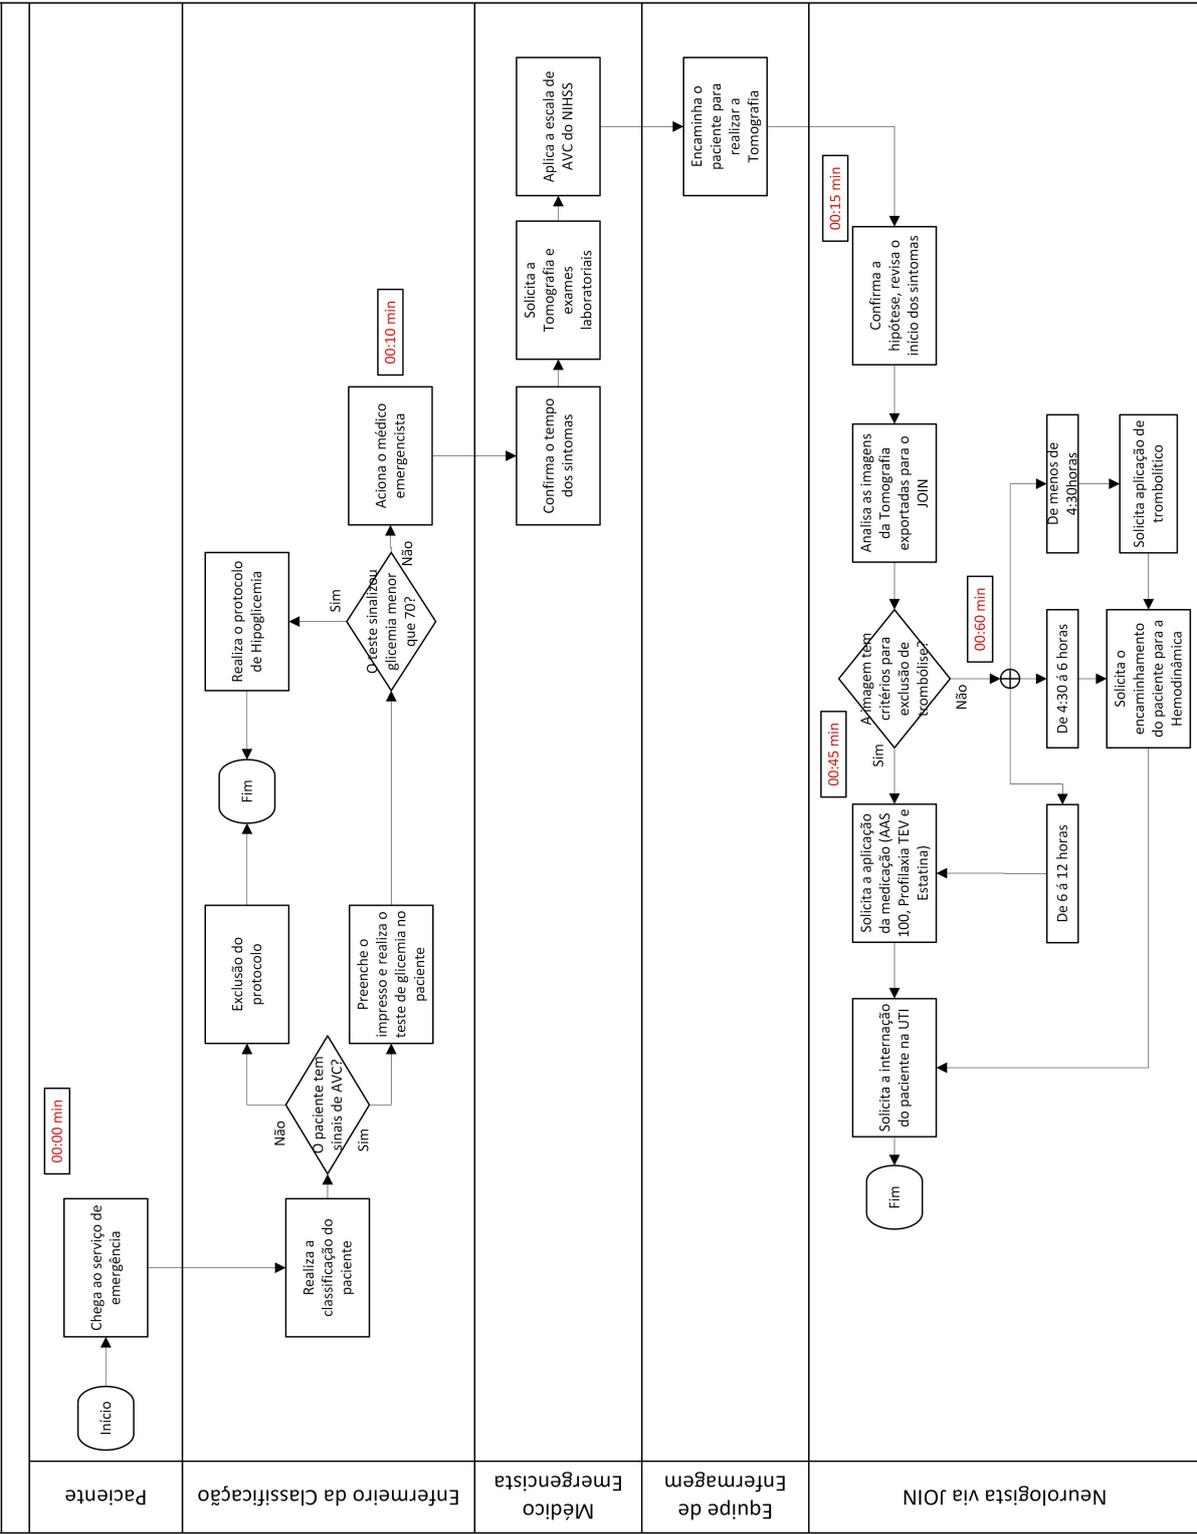 Paciente
Início
Chega ao serviço de
emergência
00:00 min
Enfermeiro da Classificação
Realiza a
classificação do
paciente
O paciente tem
sinais de AVC?
Não
Sim
Exclusão do
protocolo
Preenche o
impresso e realiza o
teste de glicemia no
paciente
Fim
Realiza o protocolo
de Hipoglicemia
Sim
O teste sinalizou
glicemia menor
que 70?
Não
Aciona o médico
emergencista
00:10 min
Médico
Emergencista
Confirma o tempo
dos sintomas
Solicita a
Tomografia e
exames
laboratoriais
Aplica a escala de
AVC do NIHSS
Equipe de
Enfermagem
Encaminha o
paciente para
realizar a
Tomografia
Neurologista via JOIN
00:15 min
Confirma a
hipótese, revisa o
início dos sintomas
Analisa as imagens
da Tomografia
exportadas para o
JOIN
A imagem tem
critérios para
exclusão de
trombólise?
00:45 min
Sim
Não
00:60 min
Solicita a aplicação
da medicação (AAS
100, Profilaxia TEV e
Estatina)
De 6 á 12 horas
De 4:30 á 6 horas
De menos de
4:30horas
Solicita aplicação de
trombolítico
Solicita o
encaminhamento
do paciente para a
Hemodinâmica
Solicita a internação
do paciente na UTI
Fim